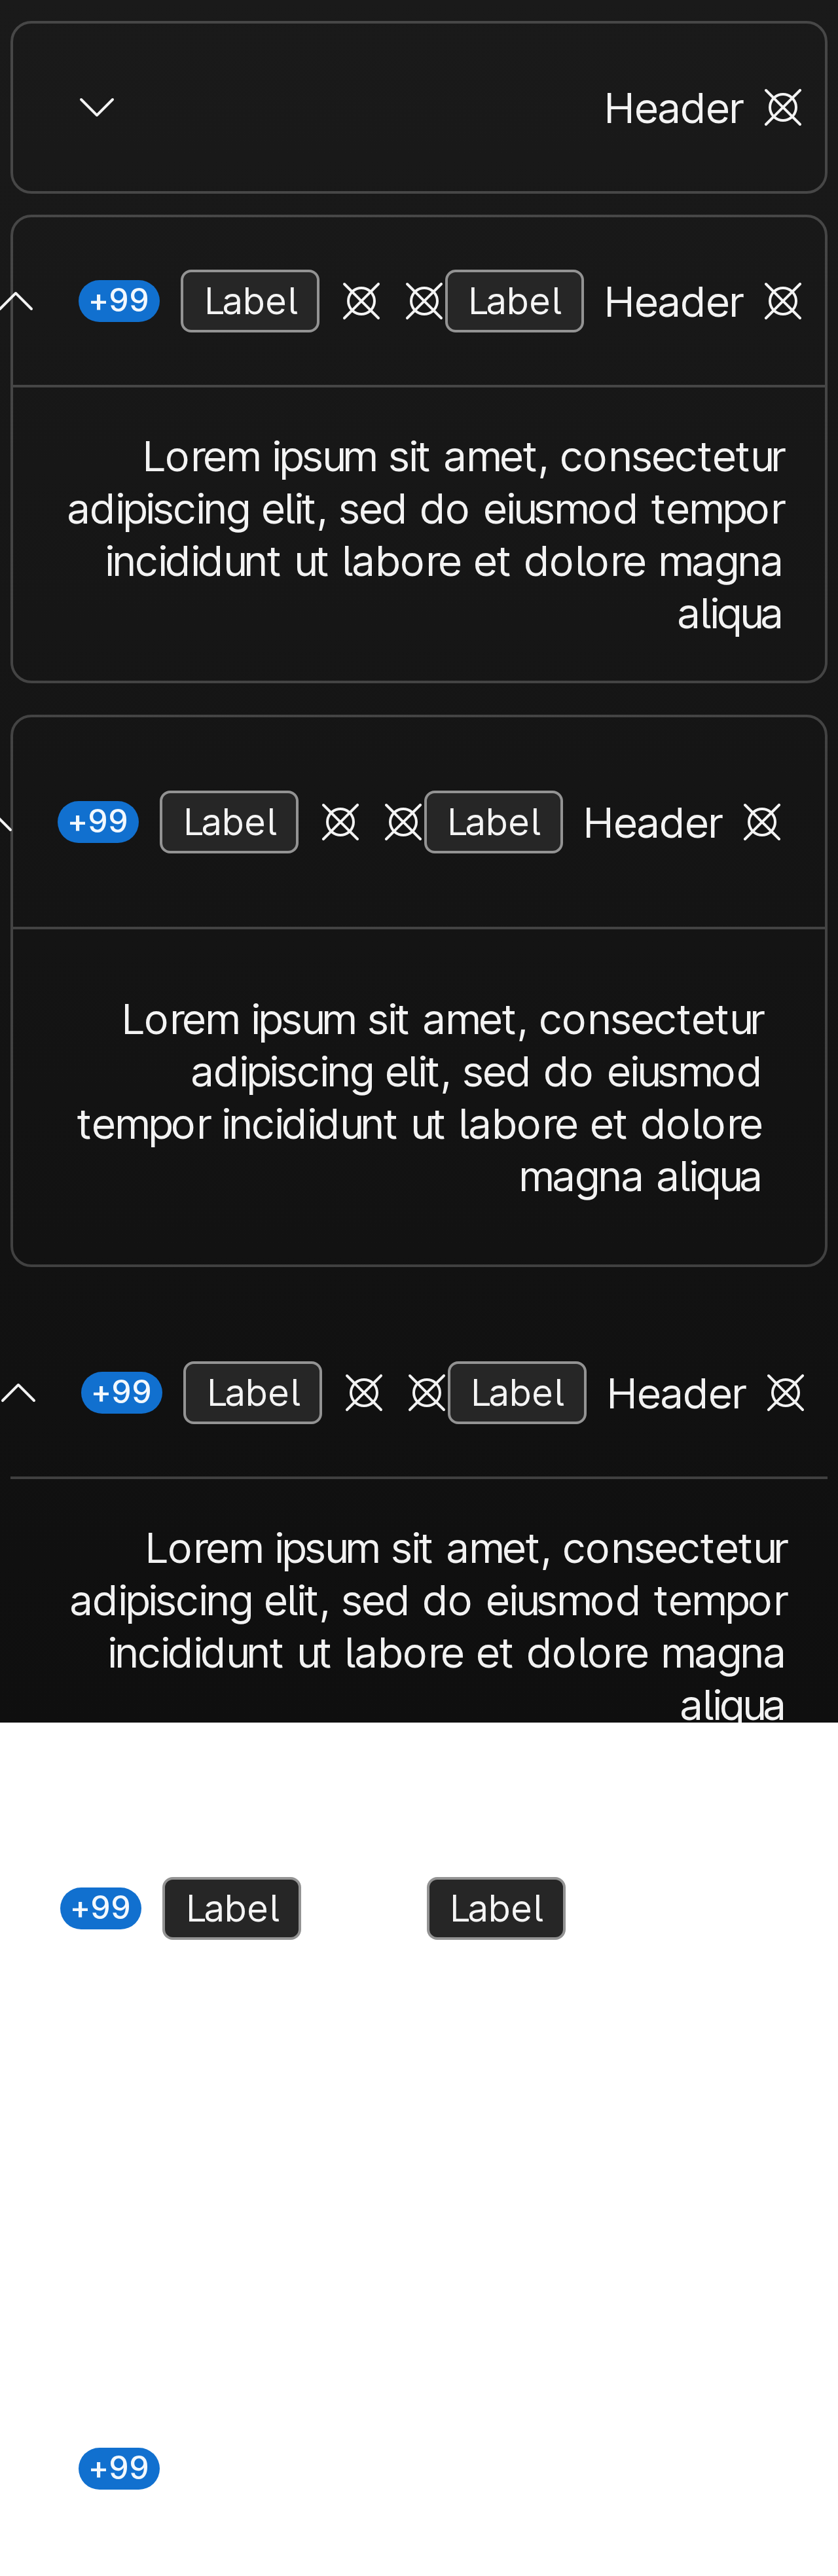 Header
+99 Label Label Header
Lorem ipsum sit amet, consectetur
adipiscing elit, sed do eiusmod tempor
incididunt ut labore et dolore magna
aliqua
+99 Label Label Header
Lorem ipsum sit amet, consectetur
adipiscing elit, sed do eiusmod
tempor incididunt ut labore et dolore
magna aliqua
+99 Label Label Header
Lorem ipsum sit amet, consectetur
adipiscing elit, sed do eiusmod tempor
incididunt ut labore et dolore magna
aliqua
+99 Label Label
+99